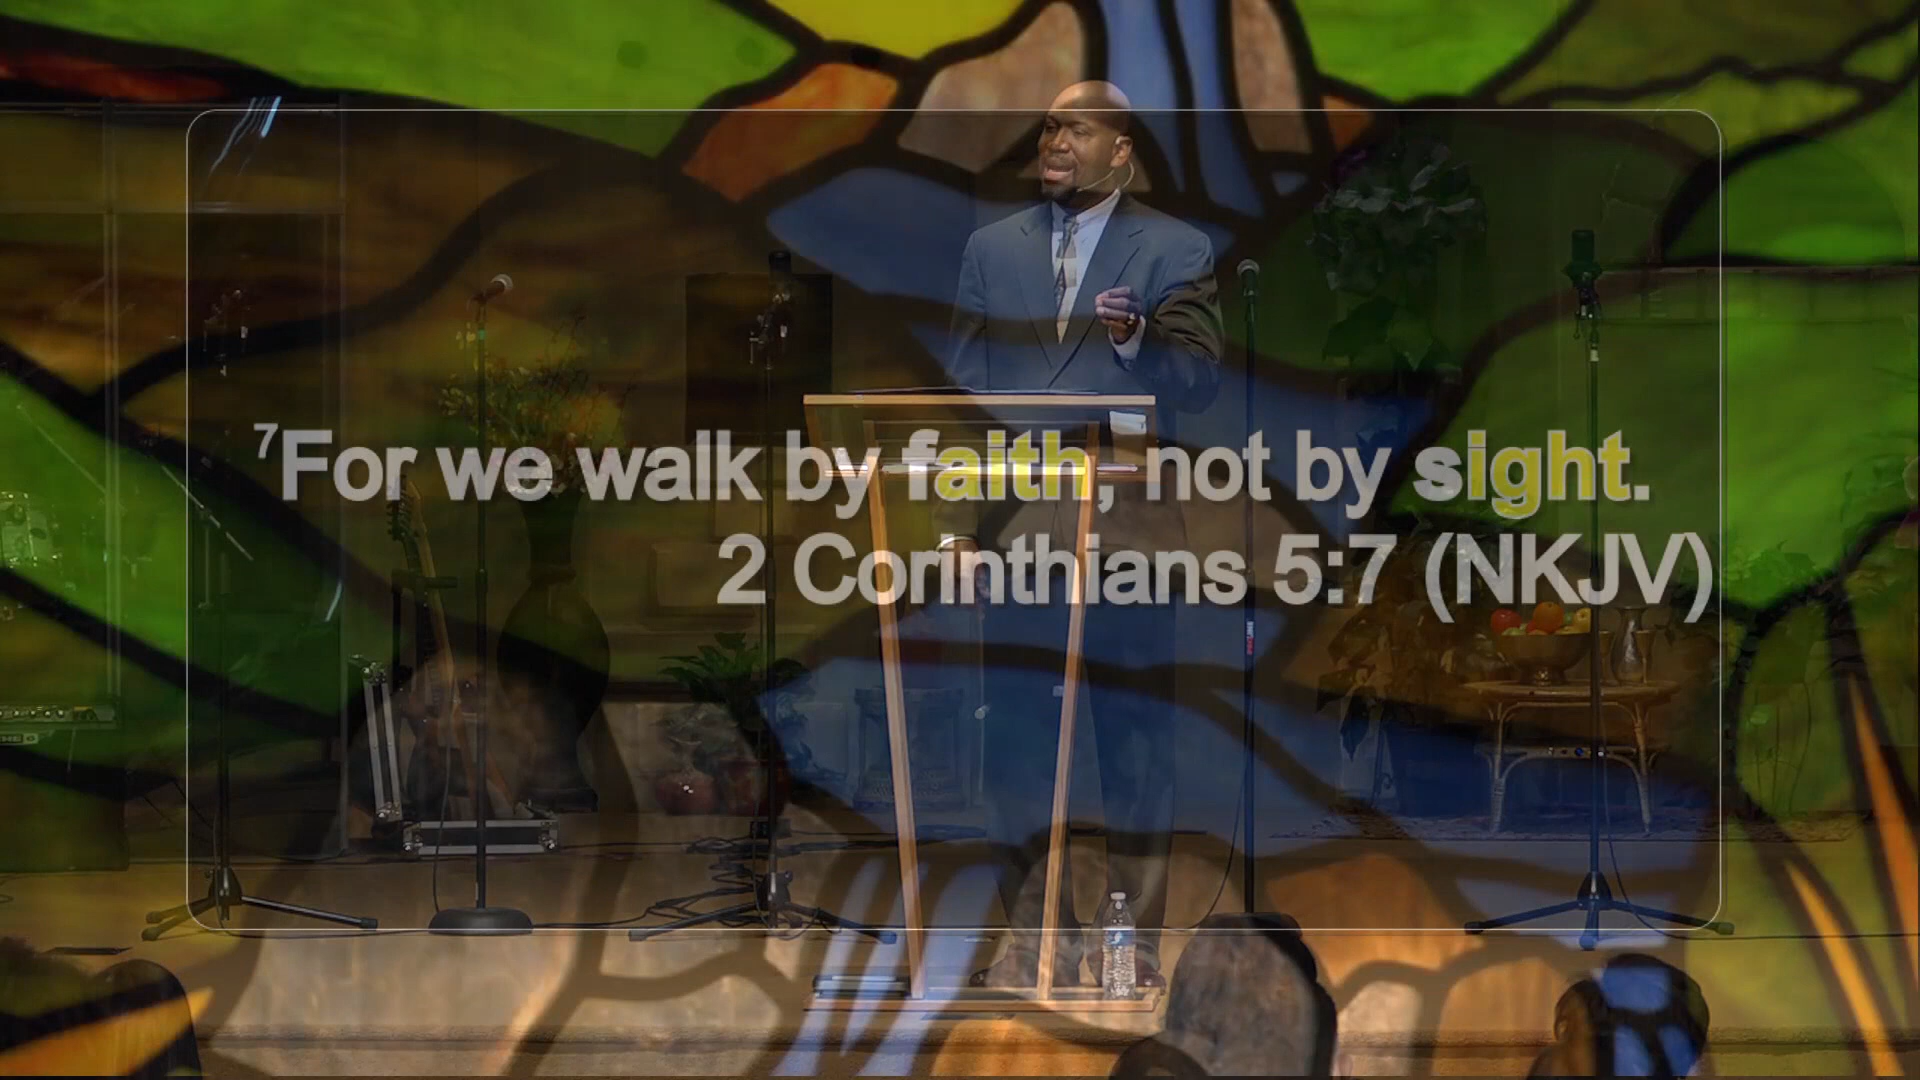 ⁷For we walk by faith, not by sight.
2 Corinthians 5:7 (NKJV)